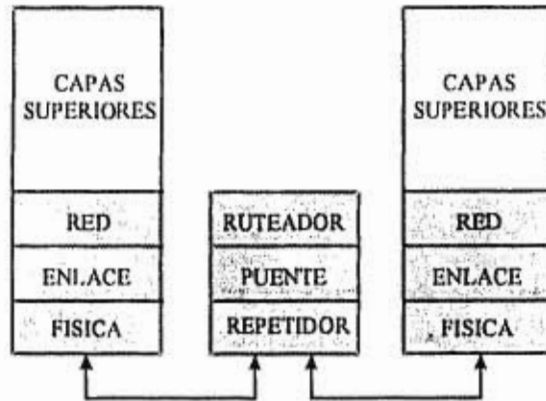 CAPAS
SUPERIORES
RED
ENLACE
FISICA
RUTEADOR
PUENTE
REPETIDOR
CAPAS
SUPERIORES
RED
ENLACE
FISICA